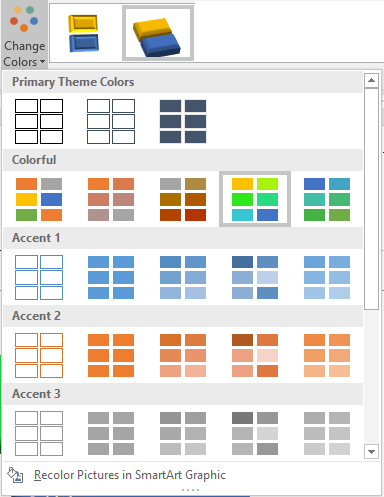 Change
Colors
Primary Theme Colors
Colorful
Accent 1
Accent 2
Accent 3
Recolor Pictures in SmartArt Graphic